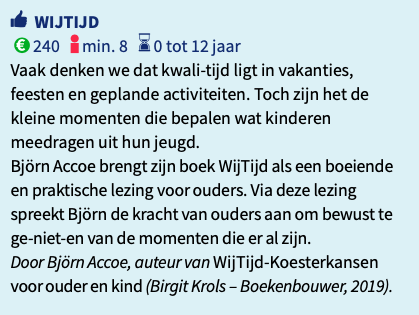 WIJTIJD
€ 240 min. 8 0 tot 12 jaar
Vaak denken we dat kwali-tijd ligt in vakanties,
feesten en geplande activiteiten. Toch zijn het de
kleine momenten die bepalen wat kinderen
meedragen uit hun jeugd.
Björn Accoe brengt zijn boek WijTijd als een boeiende
en praktische lezing voor ouders. Via deze lezing
spreekt Björn de kracht van ouders aan om bewust te
ge-niet-en van de momenten die er al zijn.
Door Björn Accoe, auteur van WijTijd-Koesterkansen
voor ouder en kind (Birgit Krols – Boekenbouwer, 2019).